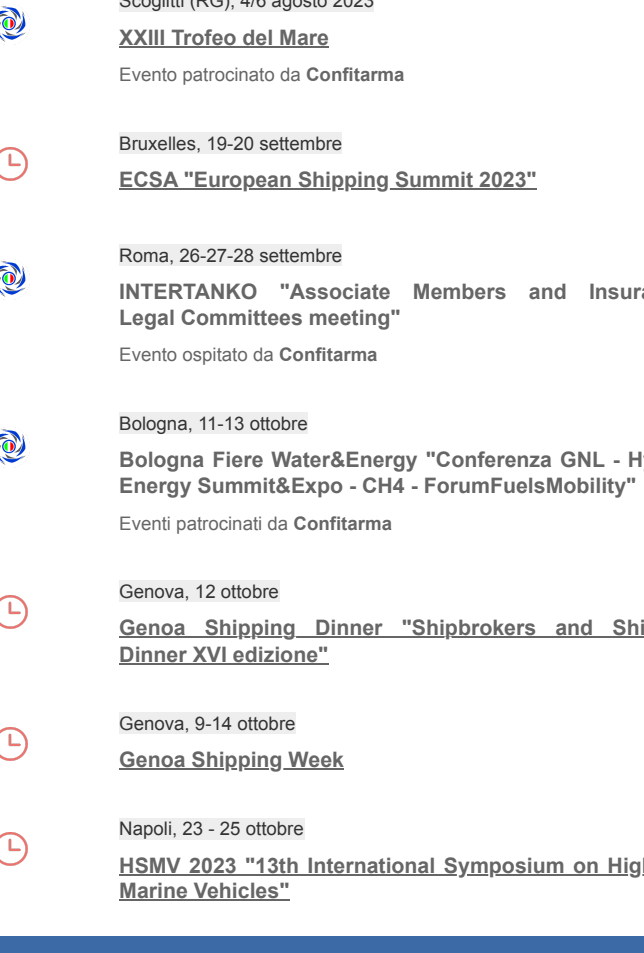 Scoglitti (RG), 4/6 agosto 2023
XXIII Trofeo del Mare
Evento patrocinato da Confitarma
Bruxelles, 19-20 settembre
ECSA "European Shipping Summit 2023"
Roma, 26-27-28 settembre
INTERTANKO "Associate Members and
Legal Committees meeting"
Evento ospitato da Confitarma
Bologna, 11-13 ottobre
Bologna Fiere Water&Energy "Conferenza GNL -
Energy Summit&Expo - CH4 - ForumFuelsMobility"
Eventi patrocinati da Confitarma
Genova, 12 ottobre
Genoa Shipping Dinner "Shipbrokers and
Dinner XVI edizione"
Genova, 9-14 ottobre
Genoa Shipping Week
Napoli, 23 - 25 ottobre
HSMV 2023 "13th International Symposium on
Marine Vehicles"